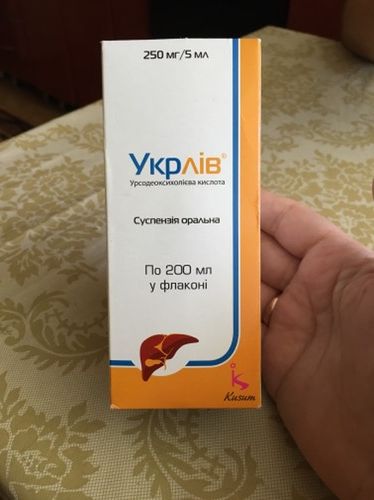 250 мг/5 мл
Укрлів®
Урсодеоксихолієва кислота
Суспензія оральна
По 200 мл
у флаконі
Kusum